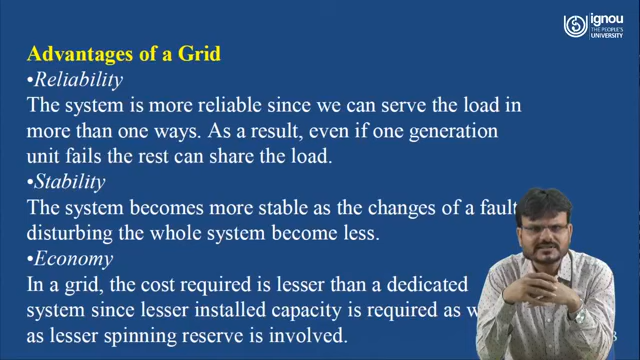 ignou
THE PEOPLE'S
UNIVERSITY
Advantages of a Grid
•Reliability
The system is more reliable since we can serve the load in
more than one ways. As a result, even if one generation
unit fails the rest can share the load.
•Stability
The system becomes more stable as the changes of a fault
disturbing the whole system become less.
•Economy
In a grid, the cost required is lesser than a dedicated
system since lesser installed capacity is required as
as lesser spinning reserve is involved.